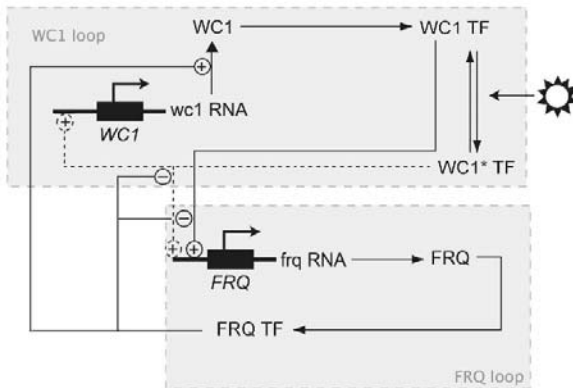 WC1 loop
WC1
WC1 TF
wc1 RNA
WC1
WC1* TF
frq RNA
FRQ
FRQ
FRQ TF
FRQ loop